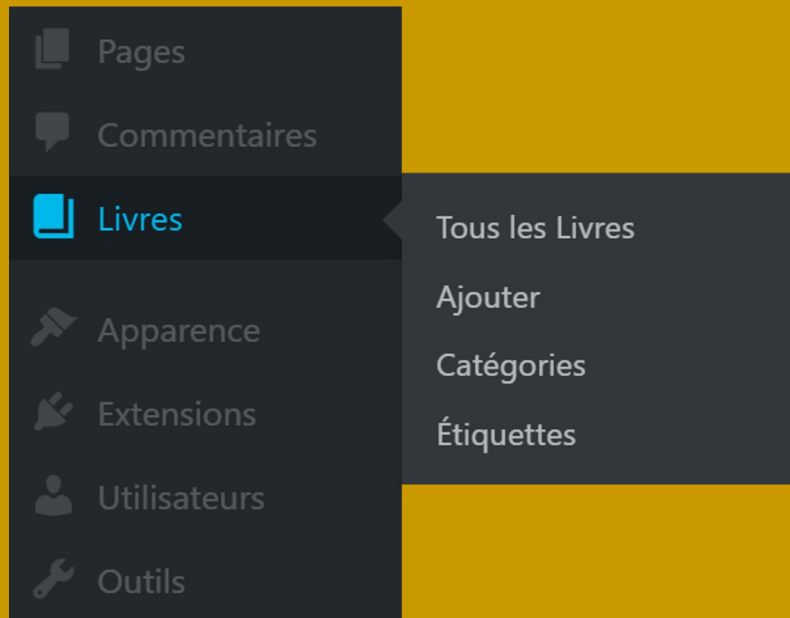 Pages
Commentaires
Livres
Tous les Livres
Ajouter
Catégories
Étiquettes
Apparence
Extensions
Utilisateurs
Outils